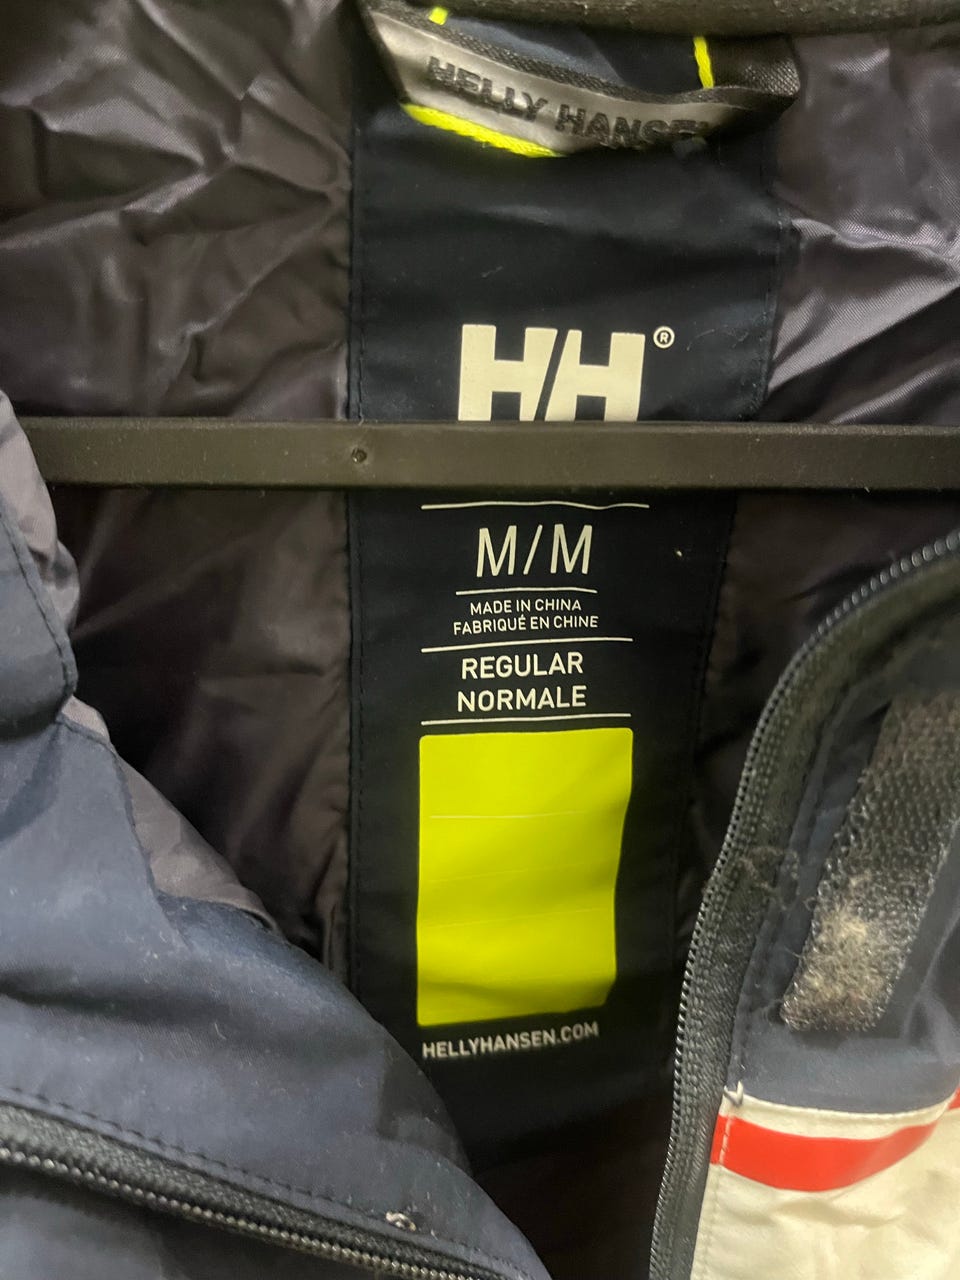 HELLY HANSEN
HH®
M/M
MADE IN CHINA
FABRIQUÉ EN CHINE
REGULAR
NORMALE
HELLYHANSEN.COM